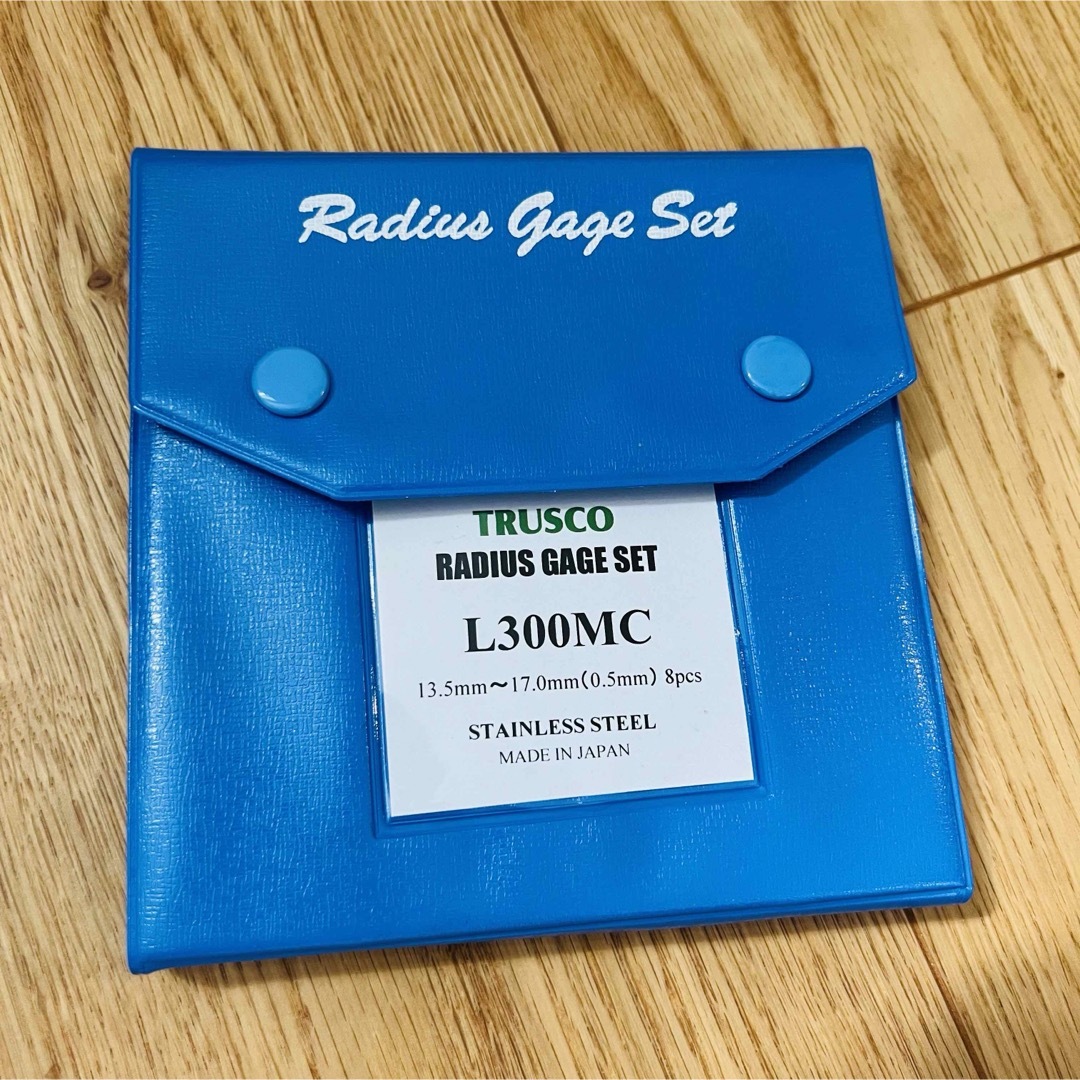 Radius Gage Set
TRUSCO
RADIUS GAGE SET
L300MC
13.5mm～17.0mm(0.5mm) 8pcs
STAINLESS STEEL
MADE IN JAPAN